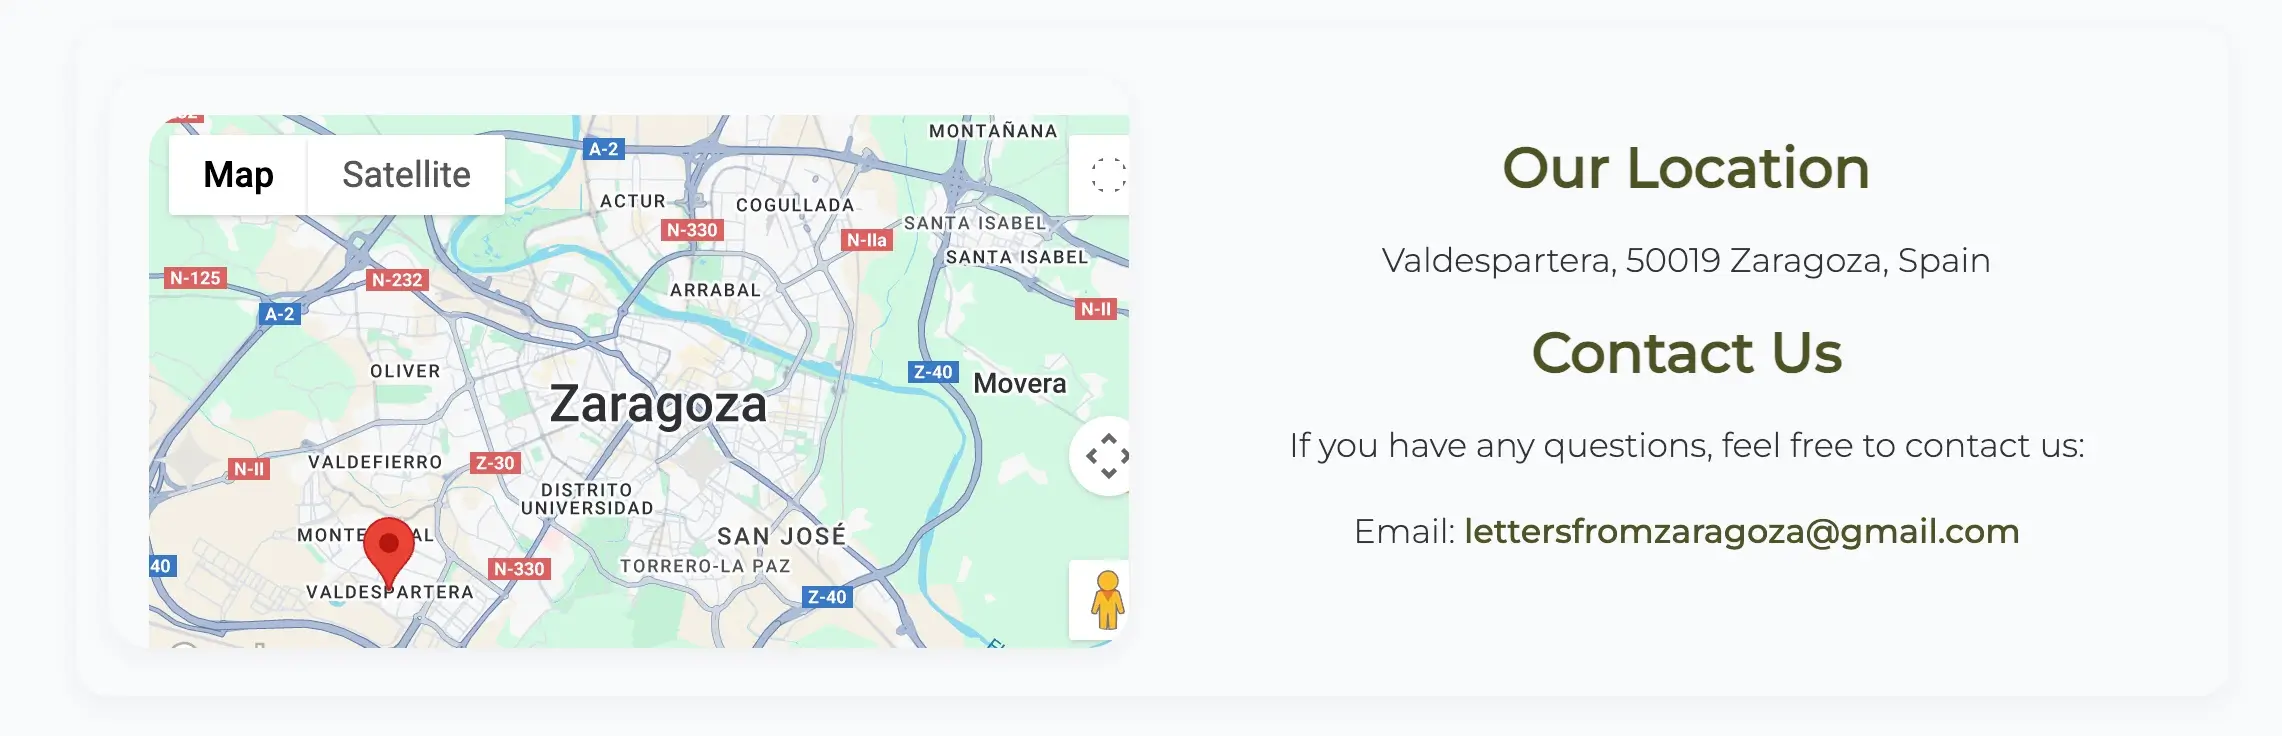 Map
Satellite
A-2
MONTAÑANA
ACTUR
COGULLADA
N-330
SANTA ISABEL
N-IIa
SANTA ISABEL
N-125
N-232
ARRABAL
A-2
N-II
OLIVER
Z-40
Movera
Zaragoza
VALDEFIERRO
Z-30
N-II
DISTRITO
UNIVERSIDAD
SAN JOSÉ
40
N-330
TORRERO-LA PAZ
VALDESPARTERA
Z-40
Our Location
Valdespartera, 50019 Zaragoza, Spain
Contact Us
If you have any questions, feel free to contact us:
Email: lettersfromzaragoza@gmail.com